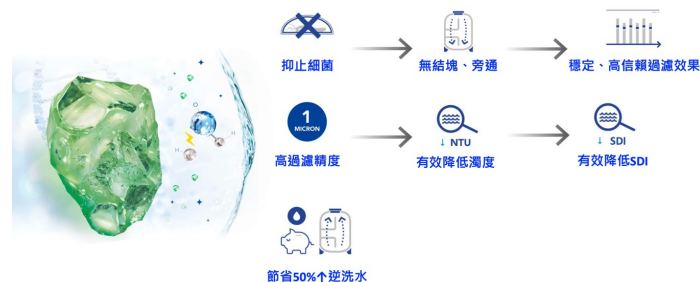 抑止細菌
無結塊、旁通
穩定、高信賴過濾效果
1
MICRON
高過濾精度
↓ NTU
有效降低濁度
↓ SDI
有效降低SDI
節省50%↑逆洗水
O
H
H